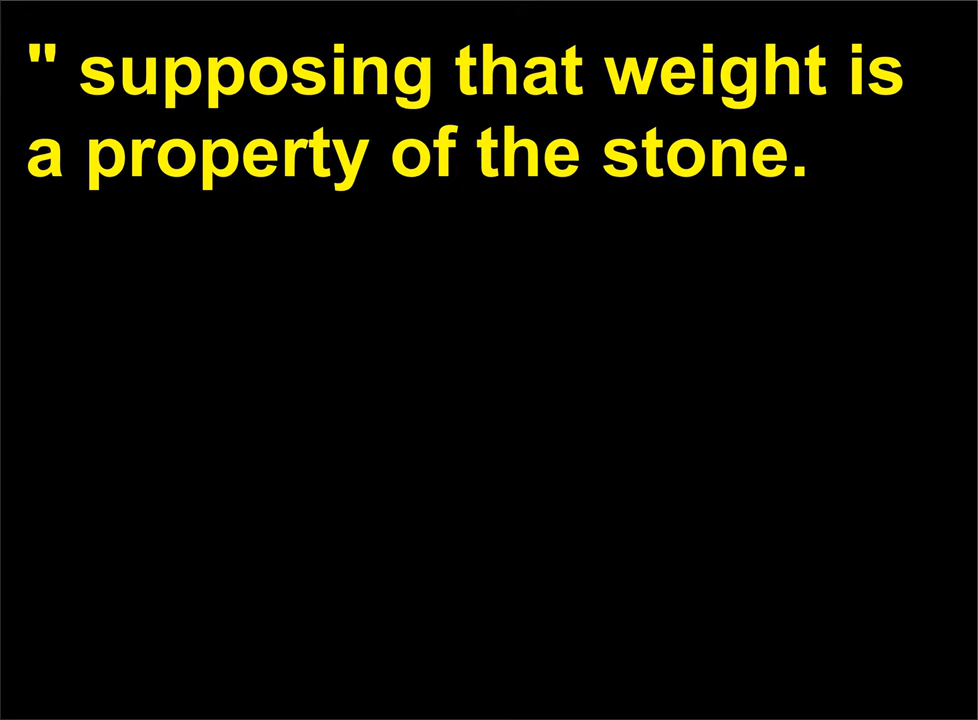 " supposing that weight is
a property of the stone.